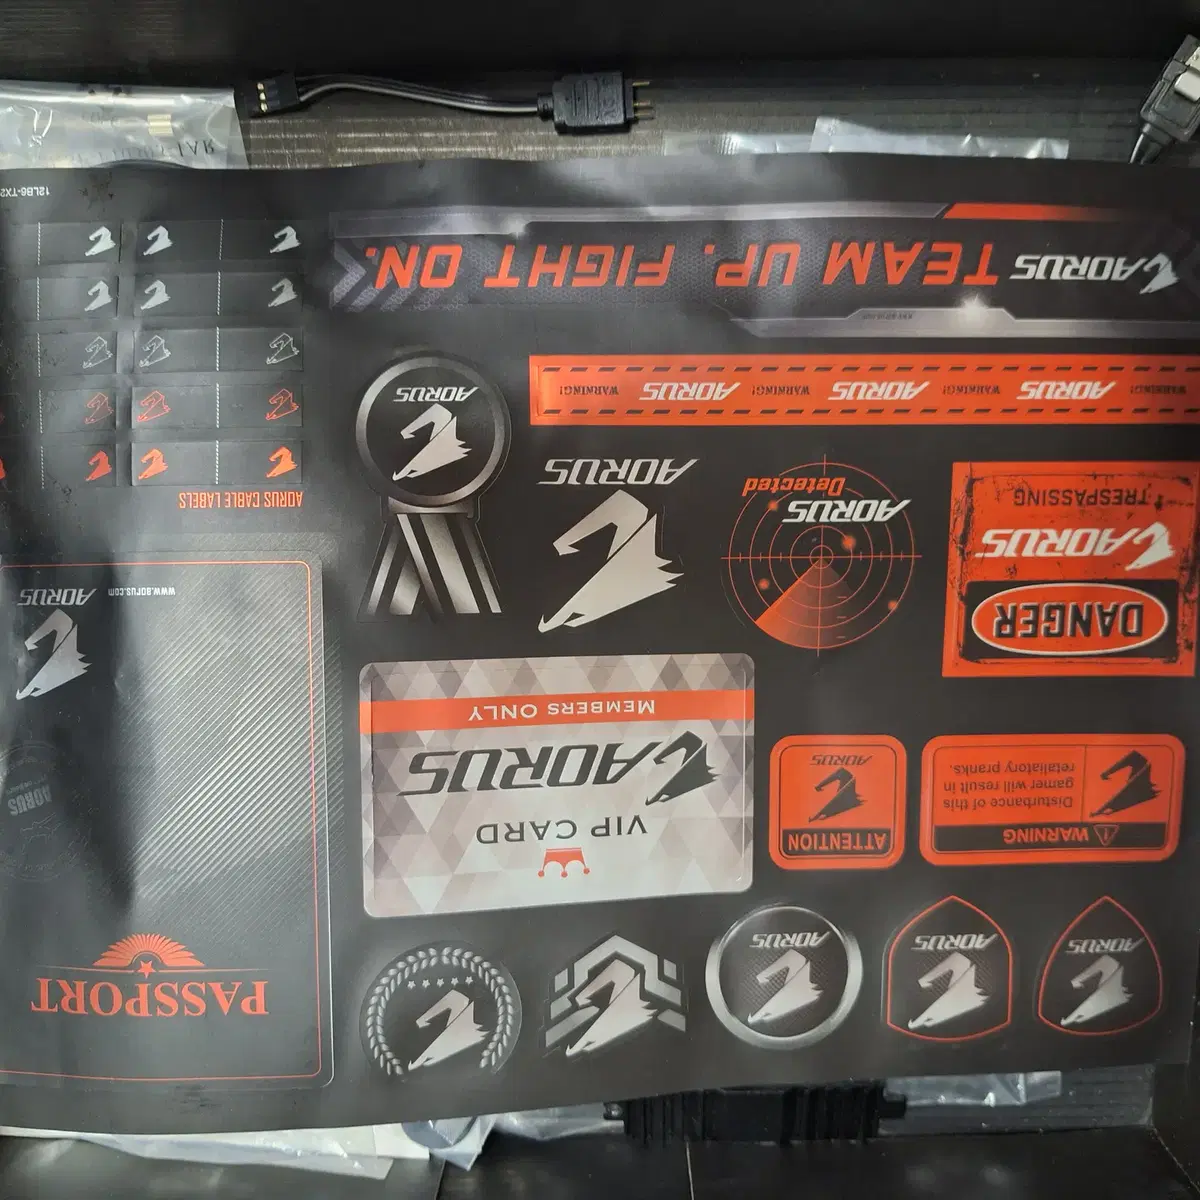 PASSPORT
AORUS
www.aorus.com
AORUS
AORUS CABLE LABELS
AORUS
AORUS
AORUS
AORUS
AORUS
VIP CARD
AORUS
MEMBERS ONLY
WARNING
Disturbance of this
gamer will result in
retaliatory pranks.
ATTENTION
AORUS
DANGER
AORUS
TRESPASSING
AORUS
Detected
AORUS
AORUS
WARNING! AORUS WARNING! AORUS WARNING! AORUS WARNING!
AORUS TEAM UP. FIGHT ON.
12LB6-TX2